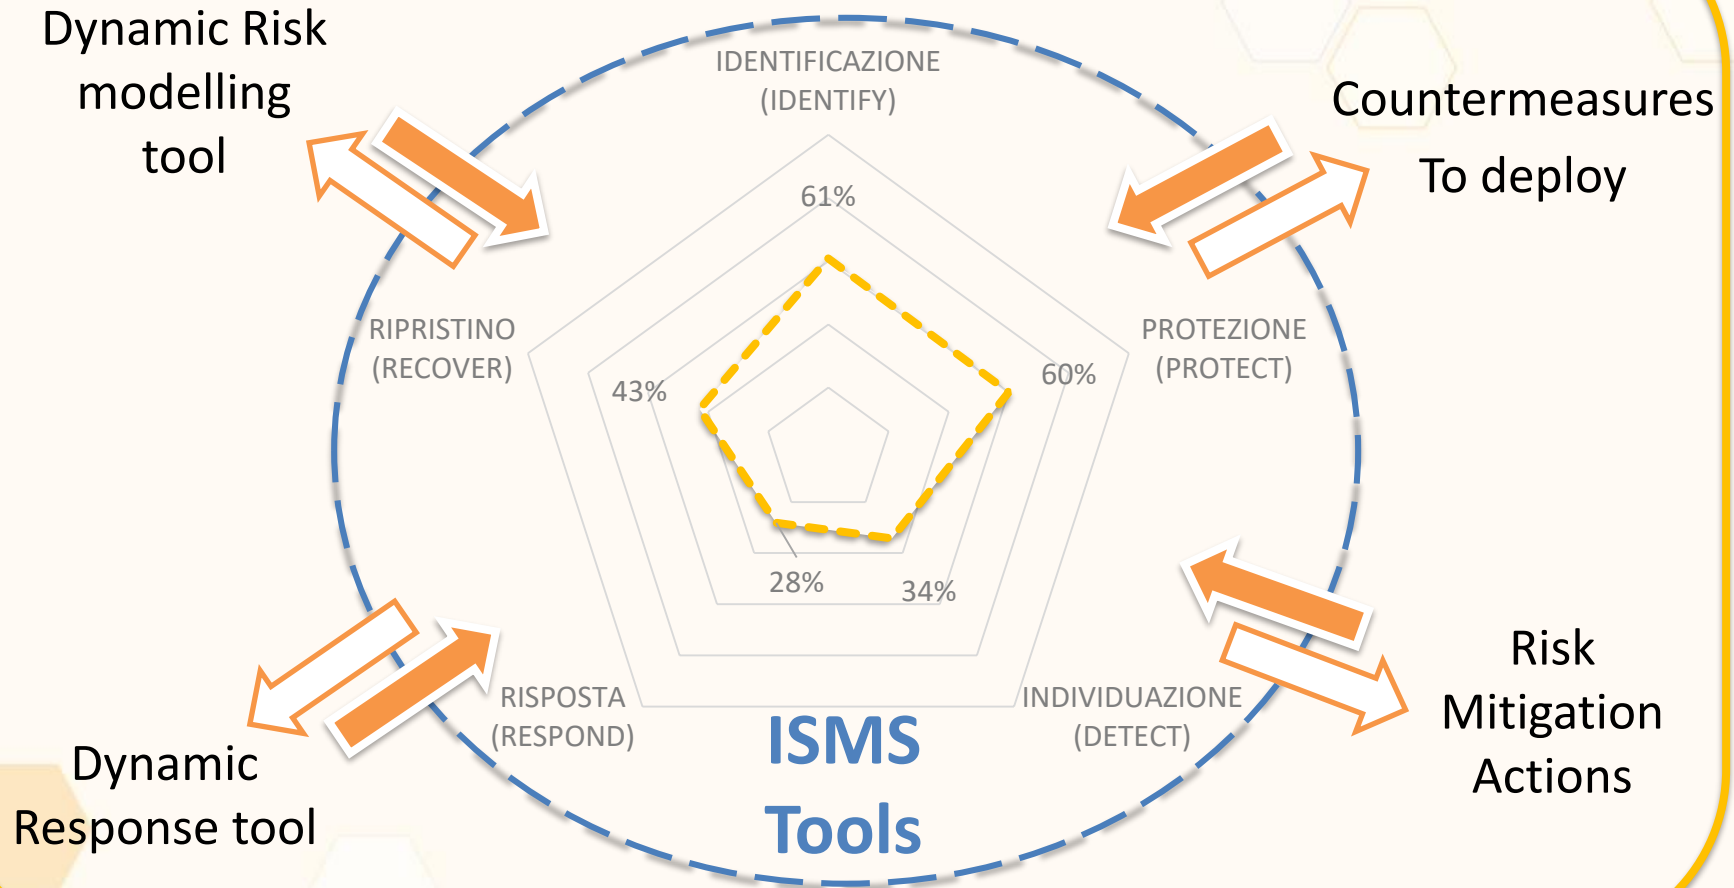 Dynamic Risk
modelling
tool
IDENTIFICAZIONE
(IDENTIFY)
Countermeasures
To deploy
61%
RIPRISTINO
(RECOVER)
PROTEZIONE
(PROTECT)
43%
60%
28%
34%
RISPOSTA
(RESPOND)
INDIVIDUAZIONE
(DETECT)
ISMS
Tools
Dynamic
Response tool
Risk
Mitigation
Actions